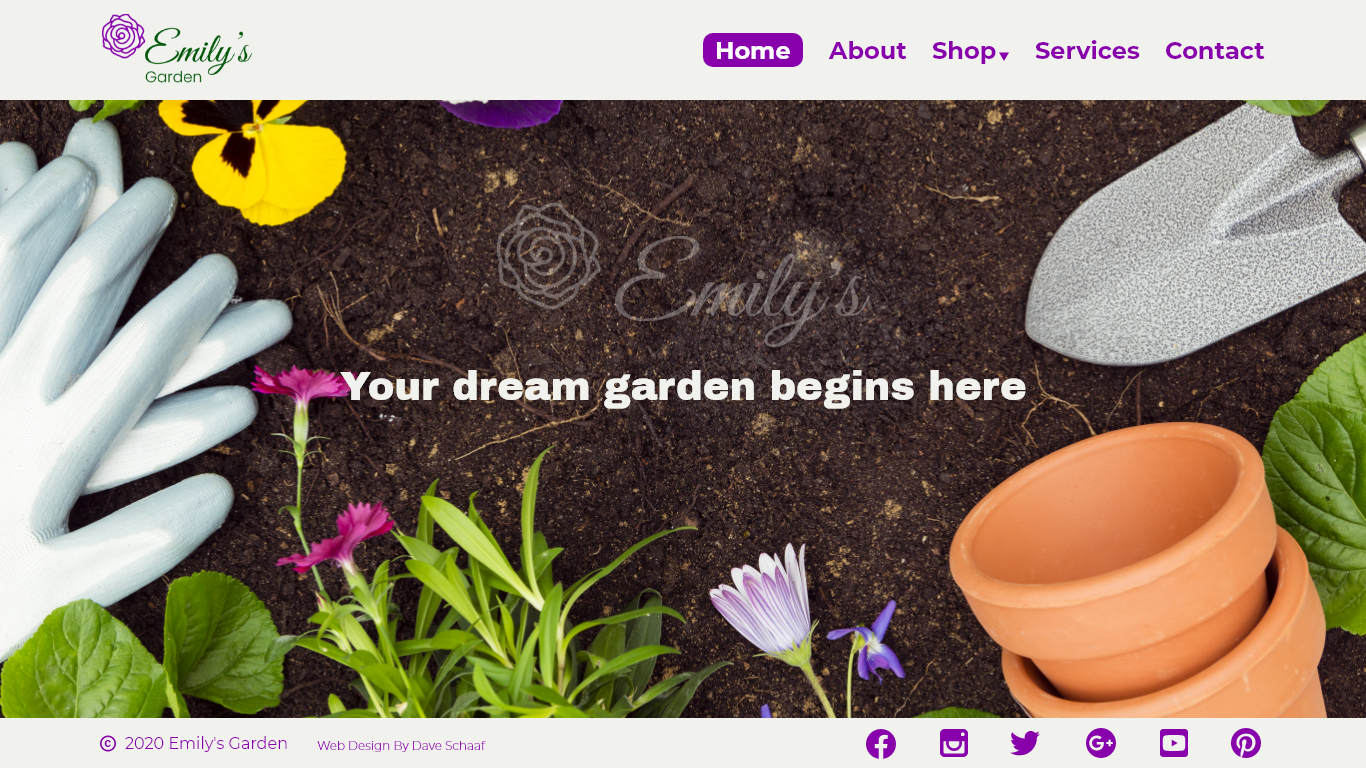 Emily's
Garden
Home About Shop Services Contact
Emily's
Your dream garden begins here
© 2020 Emily's Garden Web Design By Dave Schaaf